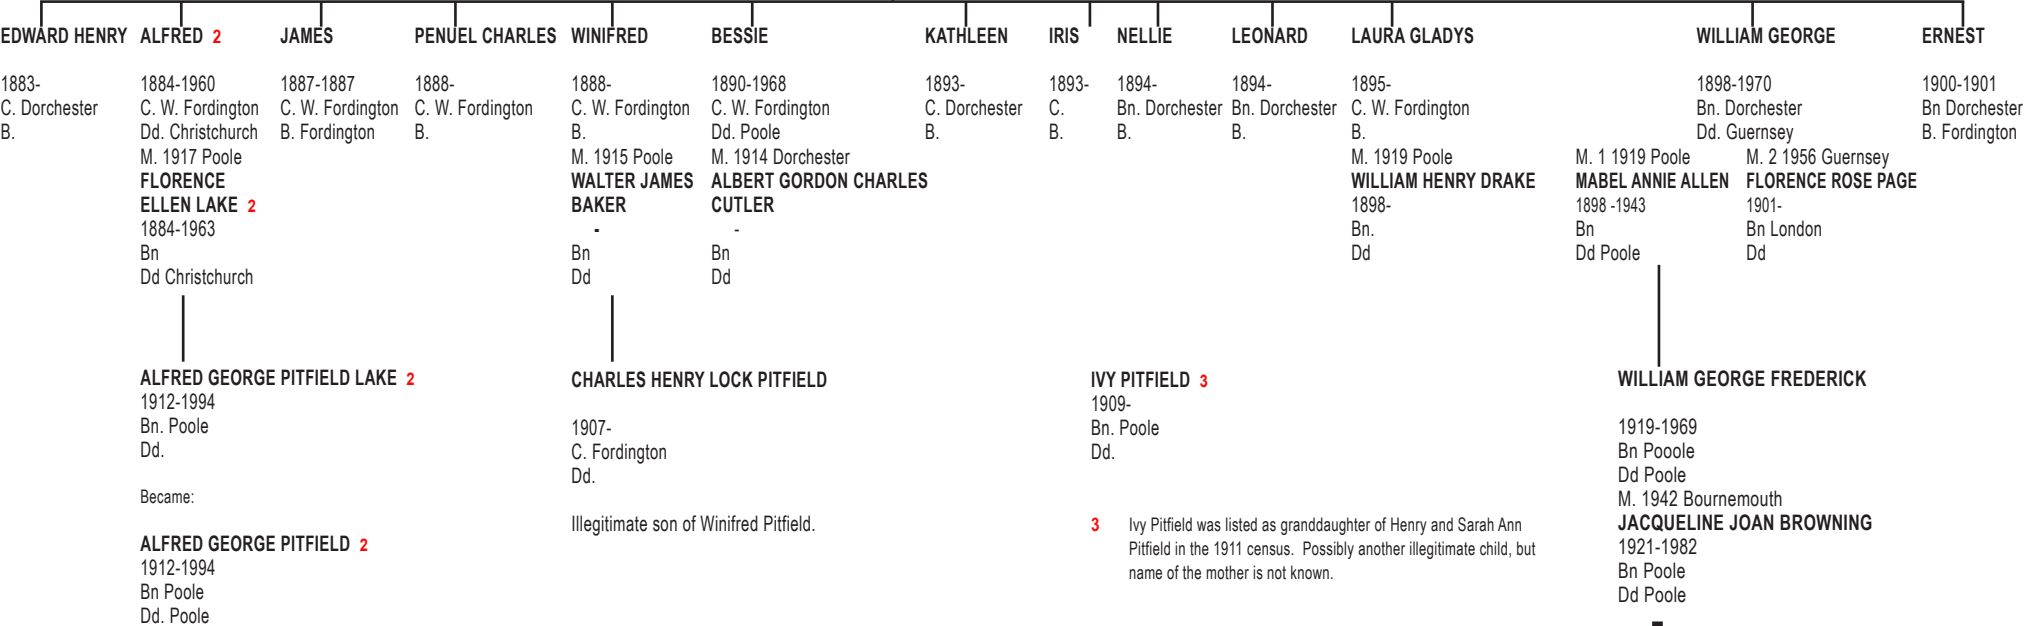 EDWARD HENRY
1883-
C. Dorchester
B.
ALFRED 2
1884-1960
C. W. Fordington
Dd. Christchurch
M. 1917 Poole
FLORENCE
ELLEN LAKE 2
1884-1963
Bn
Dd Christchurch
JAMES
1887-1887
C. W. Fordington
B. Fordington
PENUEL CHARLES
1888-
C. W. Fordington
B.
WINIFRED
1888-
C. W. Fordington
B.
M. 1915 Poole
WALTER JAMES
BAKER
-
Bn
Dd
BESSIE
1890-1968
C. W. Fordington
Dd. Poole
M. 1914 Dorchester
ALBERT GORDON CHARLES
CUTLER
-
Bn
Dd
KATHLEEN
1893-
C. Dorchester
B.
IRIS
1893-
C.
B.
NELLIE
1894-
Bn. Dorchester
B.
LEONARD
1894-
Bn. Dorchester
B.
LAURA GLADYS
1895-
C. W. Fordington
B.
M. 1919 Poole
WILLIAM HENRY DRAKE
1898-
Bn.
Dd
WILLIAM GEORGE
1898-1970
Bn. Dorchester
Dd. Guernsey
M. 1 1919 Poole
MABEL ANNIE ALLEN
1898 -1943
Bn
Dd Poole
M. 2 1956 Guernsey
FLORENCE ROSE PAGE
1901-
Bn London
Dd
ERNEST
1900-1901
Bn Dorchester
B. Fordington
ALFRED GEORGE PITFIELD LAKE 2
1912-1994
Bn. Poole
Dd.
Became:
ALFRED GEORGE PITFIELD 2
1912-1994
Bn Poole
Dd. Poole
CHARLES HENRY LOCK PITFIELD
1907-
C. Fordington
Dd.
Illegitimate son of Winifred Pitfield.
IVY PITFIELD 3
1909-
Bn. Poole
Dd.
3 Ivy Pitfield was listed as granddaughter of Henry and Sarah Ann
Pitfield in the 1911 census. Possibly another illegitimate child, but
name of the mother is not known.
WILLIAM GEORGE FREDERICK
1919-1969
Bn Pooole
Dd Poole
M. 1942 Bournemouth
JACQUELINE JOAN BROWNING
1921-1982
Bn Poole
Dd Poole